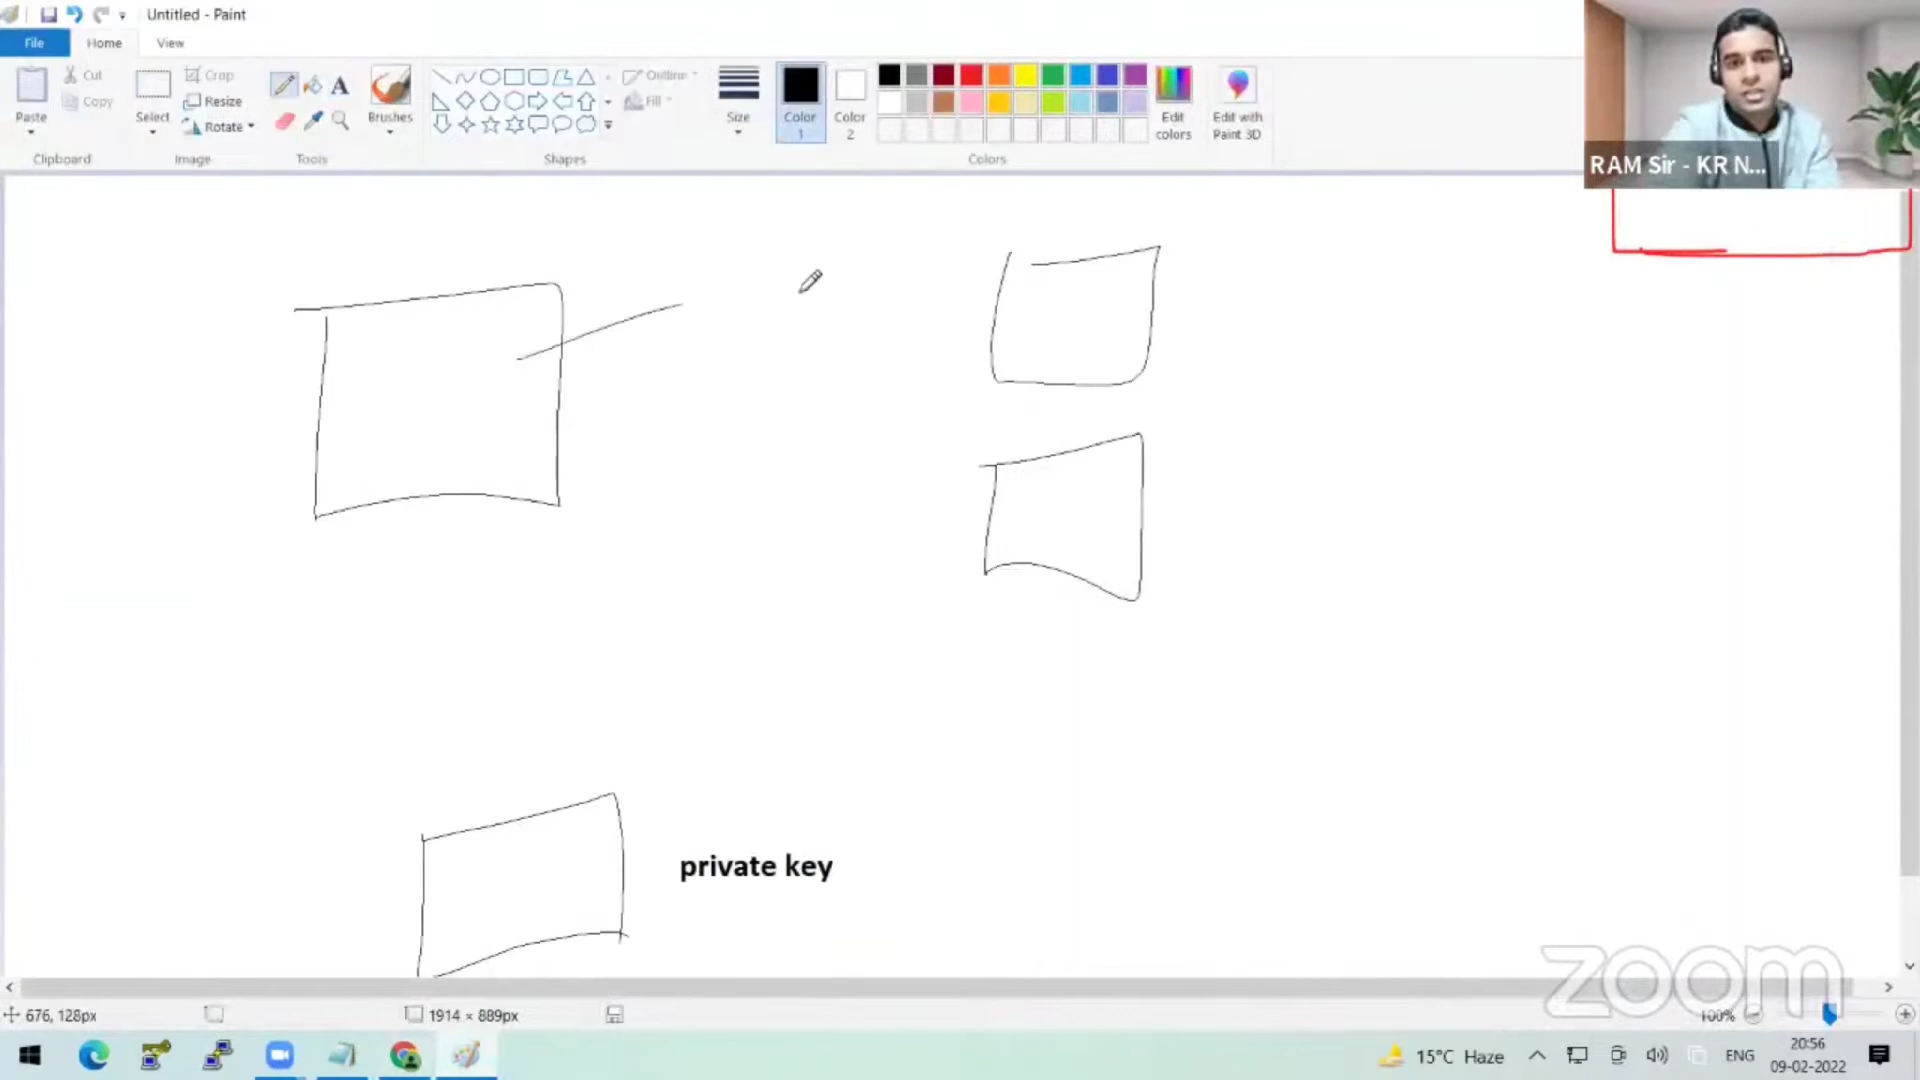 Untitled - Paint
File Home View
Paste
Cut
Copy
Clipboard
Select
Crop
Resize
Rotate
Image
Tools
Brushes
Shapes
Outline
Fill
Size
Color 1
Color 2
Colors
Edit colors
Edit with Paint 3D
RAM Sir - KR N...
private key
zoom
676, 128px
1914 × 889px
100%
15°C Haze
ENG
20:56
09-02-2022